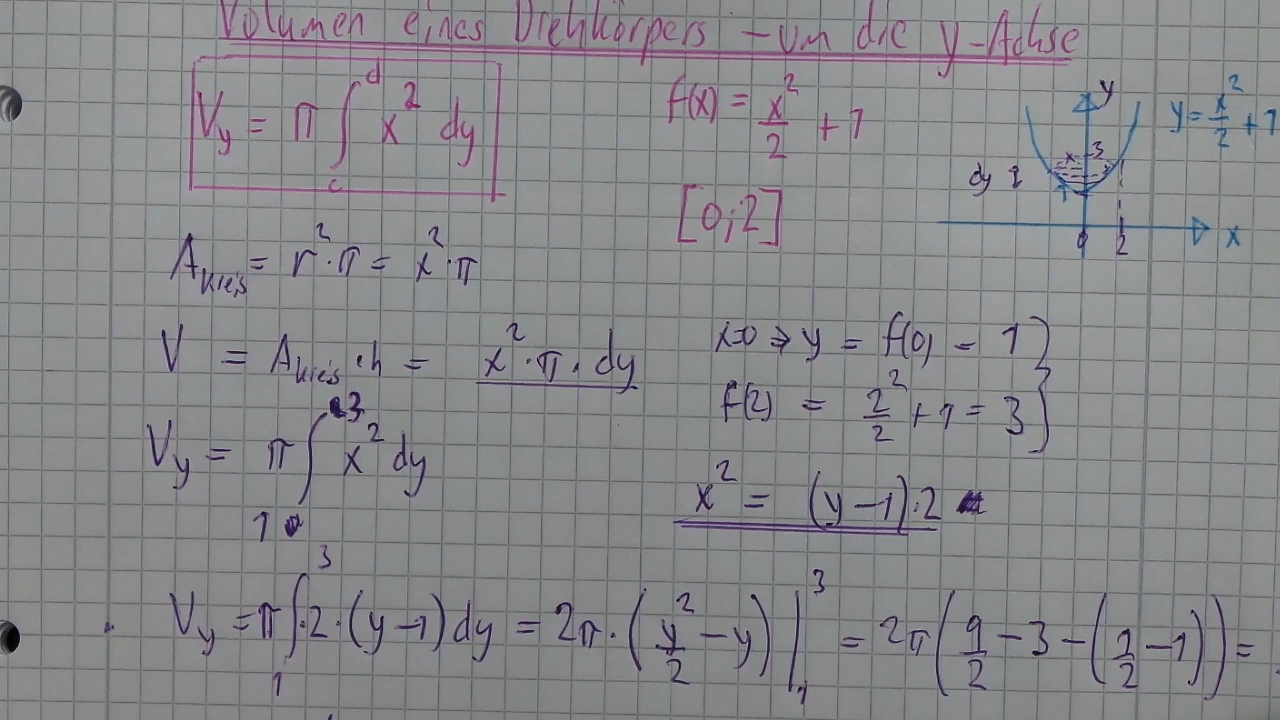 Volumen eines Drehkörpers – um die y-Achse
V_y = π ∫_c^d x² dy
f(x) = x²/2 + 1
[0;2]
y
y = x²/2 + 1
3
x
dy
1
0 2 x
A_Kreis = r²·π = x²·π
V = A_Kreis·h = x²·π·dy
x=0 ⇒ y = f(0) = 1
f(2) = 2²/2 + 1 = 3
V_y = π ∫_1^3 x² dy
x² = (y–1)·2
V_y = π ∫_1^3 2·(y–1) dy = 2π·(y²/2 – y) |_1^3 = 2π(9/2 – 3 – (1/2 – 1)) =